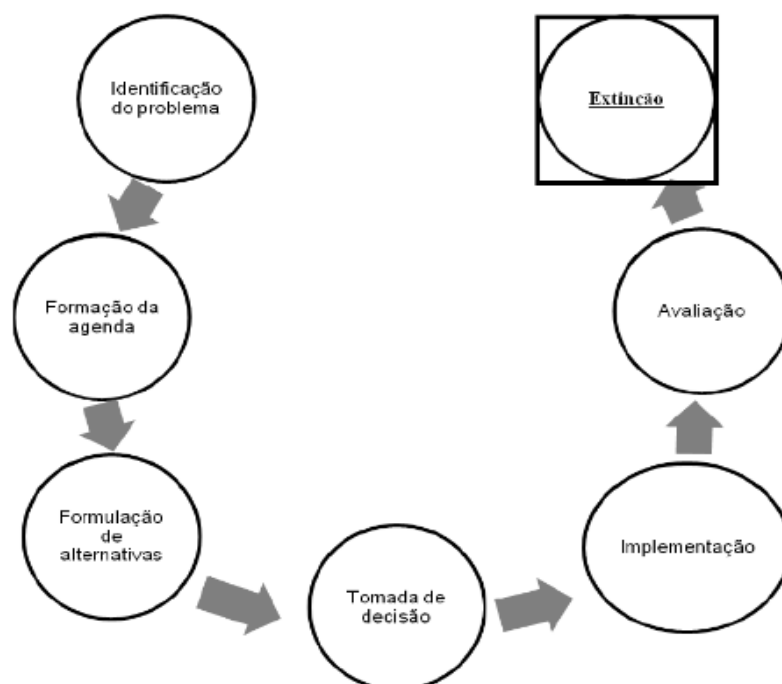 Identificação
do problema
Formação da
agenda
Formulação
de
alternativas
Tomada de
decisão
Implementação
Avaliação
Extinção